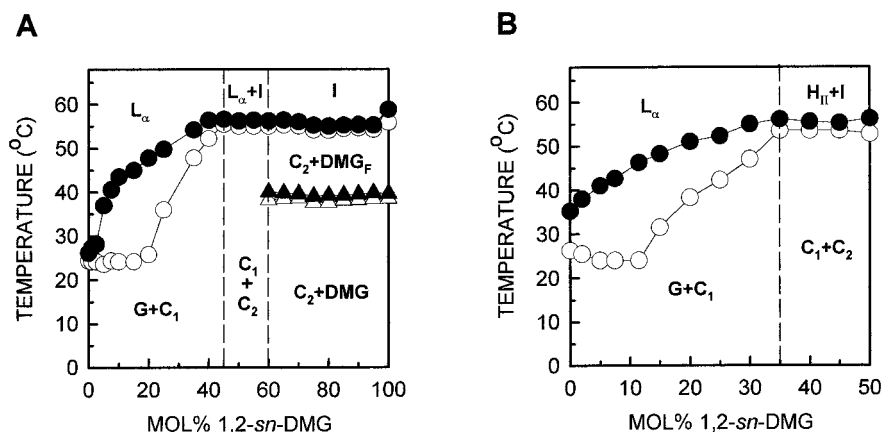 A
TEMPERATURE (°C)
60
50
40
30
20
10
0
Lα
Lα+I
I
C2+DMGF
G+C1
C1
+
C2
C2+DMG
0 20 40 60 80 100
MOL% 1,2-sn-DMG
B
TEMPERATURE (°C)
60
50
40
30
20
10
0
Lα
HII+I
G+C1
C1+C2
0 10 20 30 40 50
MOL% 1,2-sn-DMG